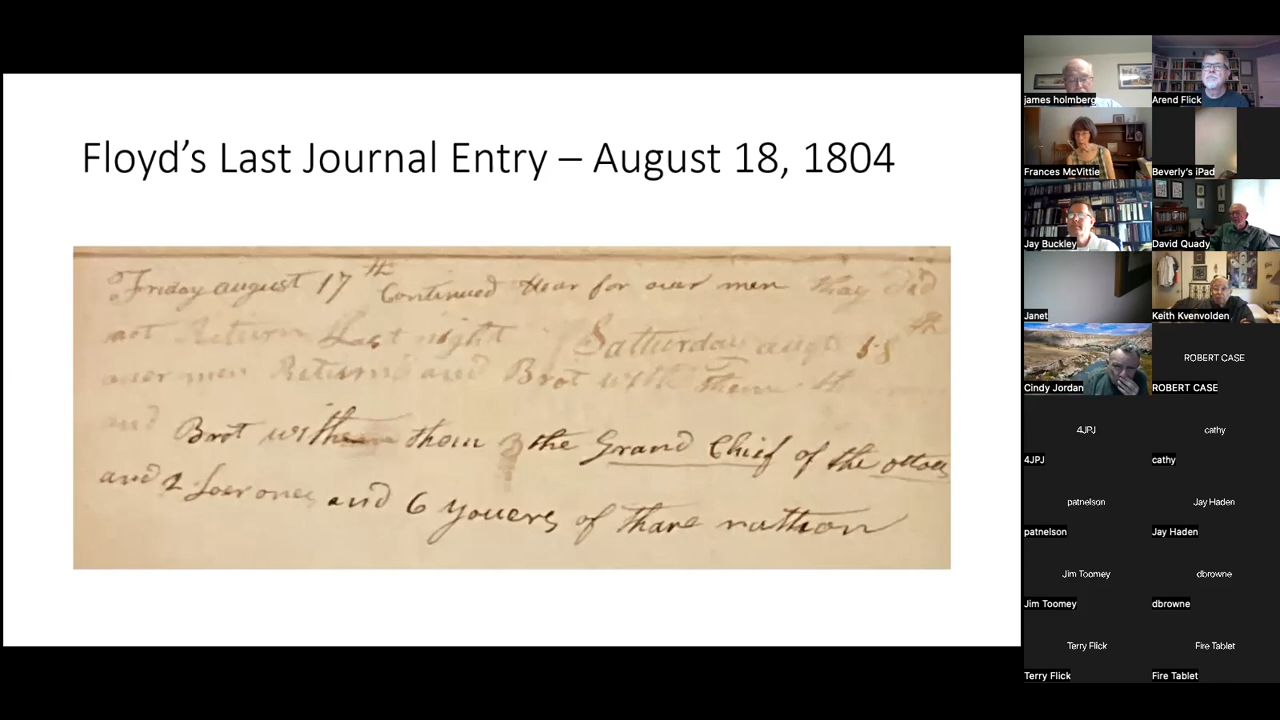 Floyd's Last Journal Entry – August 18, 1804
Friday august 17th Continued Hear for ouer men thay did
not Return Last night Satturday augt 18th
ouer men Returnd and Brot with them
and Brot with them the Grand Chief of the ottoes
and 2 Loer ones and 6 youers of thare nattion
james holmberg
Arend Flick
Frances McVittie
Beverly's iPad
Jay Buckley
David Quady
Janet
Keith Kvenvolden
Cindy Jordan
ROBERT CASE
ROBERT CASE
4JPJ
cathy
4JPJ
cathy
patnelson
Jay Haden
patnelson
Jay Haden
Jim Toomey
dbrowne
Jim Toomey
dbrowne
Terry Flick
Fire Tablet
Terry Flick
Fire Tablet